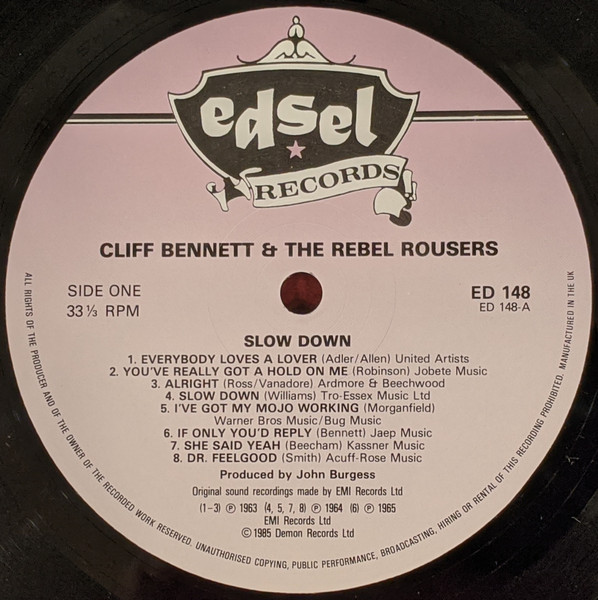 edsel
RECORDS
CLIFF BENNETT & THE REBEL ROUSERS
SIDE ONE
33⅓ RPM
ED 148
ED 148-A
SLOW DOWN
1. EVERYBODY LOVES A LOVER (Adler/Allen) United Artists
2. YOU'VE REALLY GOT A HOLD ON ME (Robinson) Jobete Music
3. ALRIGHT (Ross/Vanadore) Ardmore & Beechwood
4. SLOW DOWN (Williams) Tro-Essex Music Ltd
5. I'VE GOT MY MOJO WORKING (Morganfield)
Warner Bros Music/Bug Music
6. IF ONLY YOU'D REPLY (Bennett) Jaep Music
7. SHE SAID YEAH (Beecham) Kassner Music
8. DR. FEELGOOD (Smith) Acuff-Rose Music
Produced by John Burgess
Original sound recordings made by EMI Records Ltd
(1-3) ℗ 1963 (4, 5, 7, 8) ℗ 1964 (6) ℗ 1965
EMI Records Ltd
© 1985 Demon Records Ltd
ALL RIGHTS OF THE PRODUCER AND OF THE OWNER OF THE RECORDED WORK RESERVED. UNAUTHORISED COPYING, PUBLIC PERFORMANCE, BROADCASTING, HIRING OR RENTAL OF THIS RECORDING PROHIBITED. MANUFACTURED IN THE UK